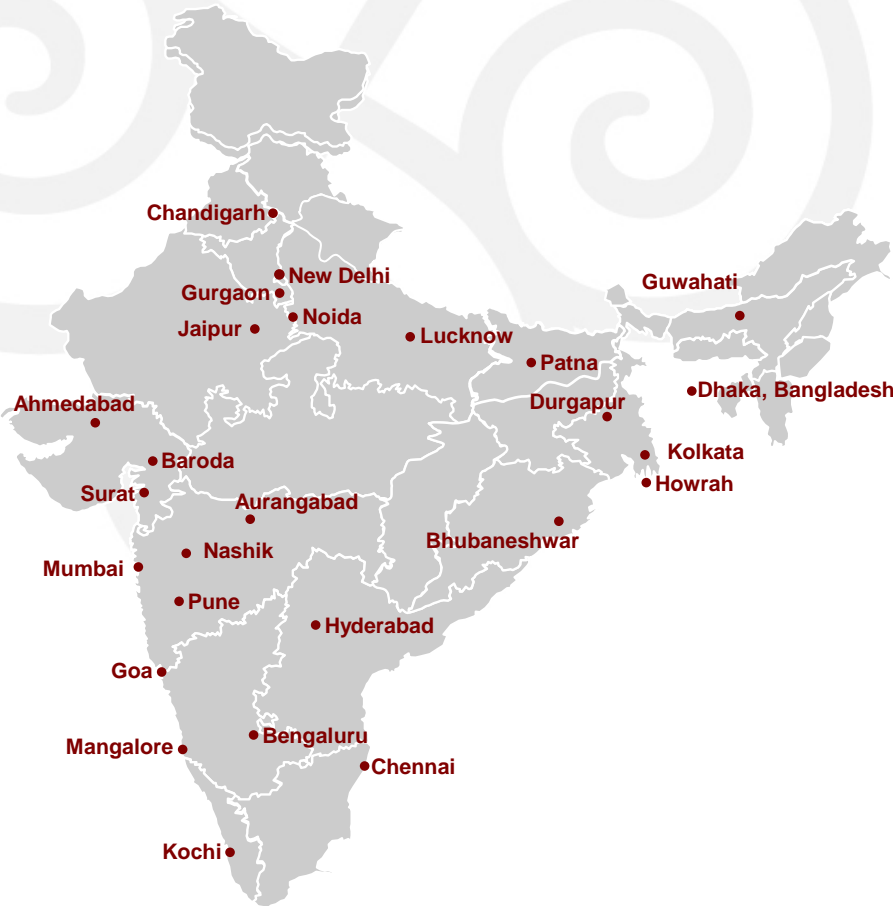 Chandigarh
New Delhi
Guwahati
Gurgaon
Noida
Jaipur
Lucknow
Patna
Dhaka, Bangladesh
Ahmedabad
Durgapur
Kolkata
Baroda
Howrah
Surat
Aurangabad
Bhubaneshwar
Nashik
Mumbai
Pune
Hyderabad
Goa
Bengaluru
Mangalore
Chennai
Kochi